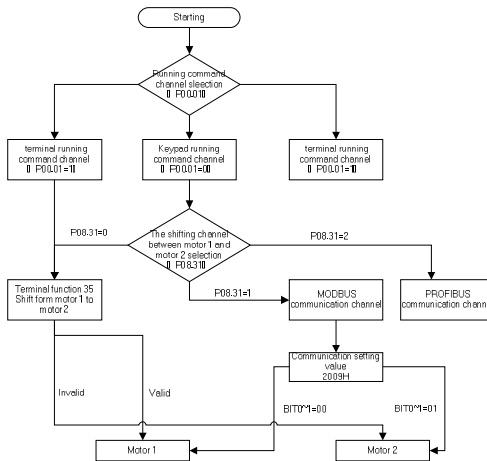 Starting
Running command
channel sleection
（P00.01）
terminal running
command channel
（P00.01=1）
Keypad running
command channel
（P00.01=0）
terminal running
command channel
（P00.01=1）
P08.31=0
The shifting channel
between motor 1 and
motor 2 selection
（P08.31）
P08.31=2
Terminal function 35
Shift form motor 1 to
motor 2
P08.31=1
MODBUS
communication channel
PROFIBUS
communication chann
Communication setting
value
2009H
Invalid
Valid
BIT0~1=00
BIT0~1=01
Motor 1
Motor 2